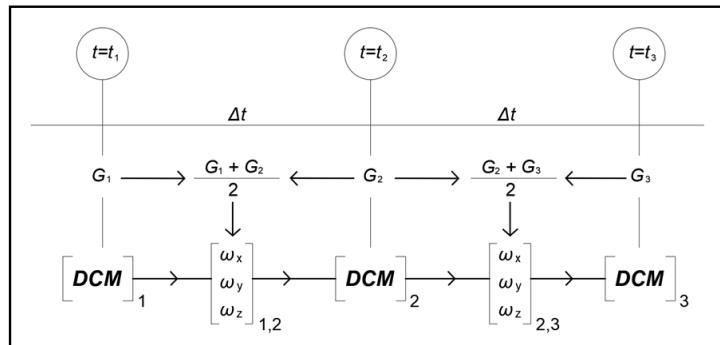 t=t₁ t=t₂ t=t₃
Δt Δt
G₁ G₁ + G₂ G₂ G₂ + G₃ G₃
2 2
ωx ωx
[DCM]₁ ωy [DCM]₂ ωy [DCM]₃
ωz 1,2 ωz 2,3